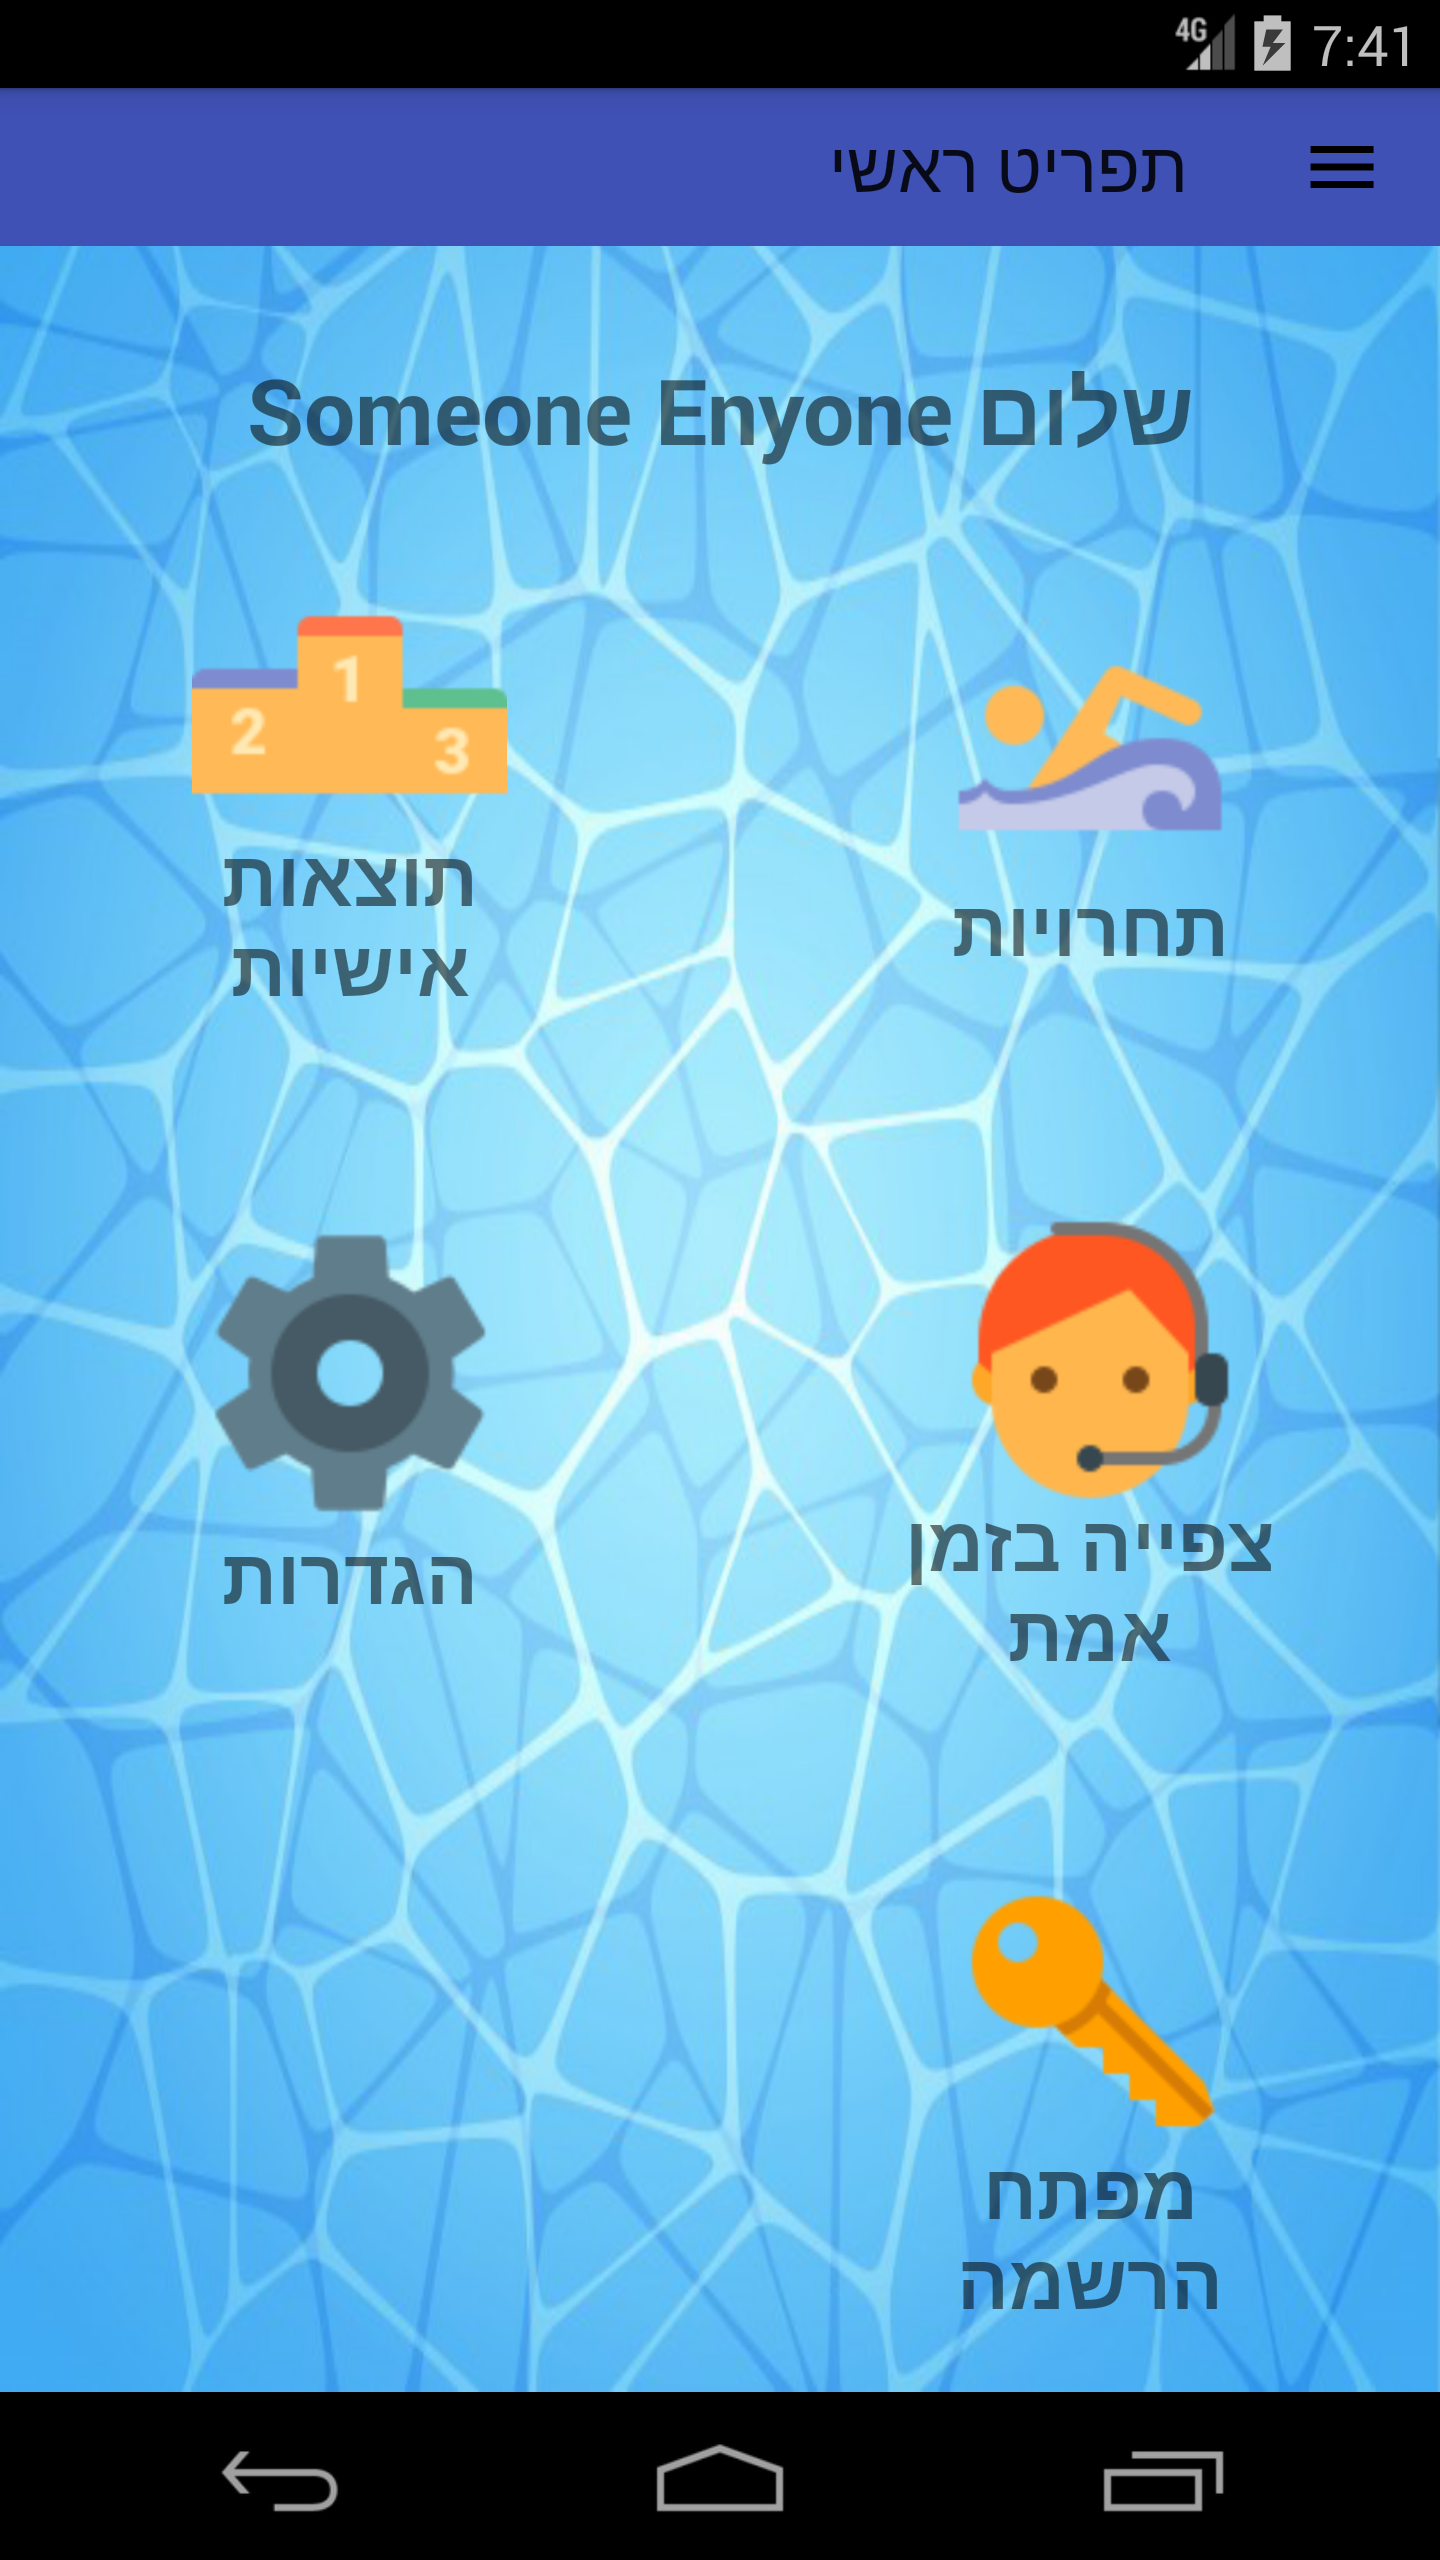 4G 7:41
תפריט ראשי
שלום Someone Enyone
תחרויות
1
2
3
תוצאות
אישיות
צפייה בזמן
אמת
הגדרות
מפתח
הרשמה